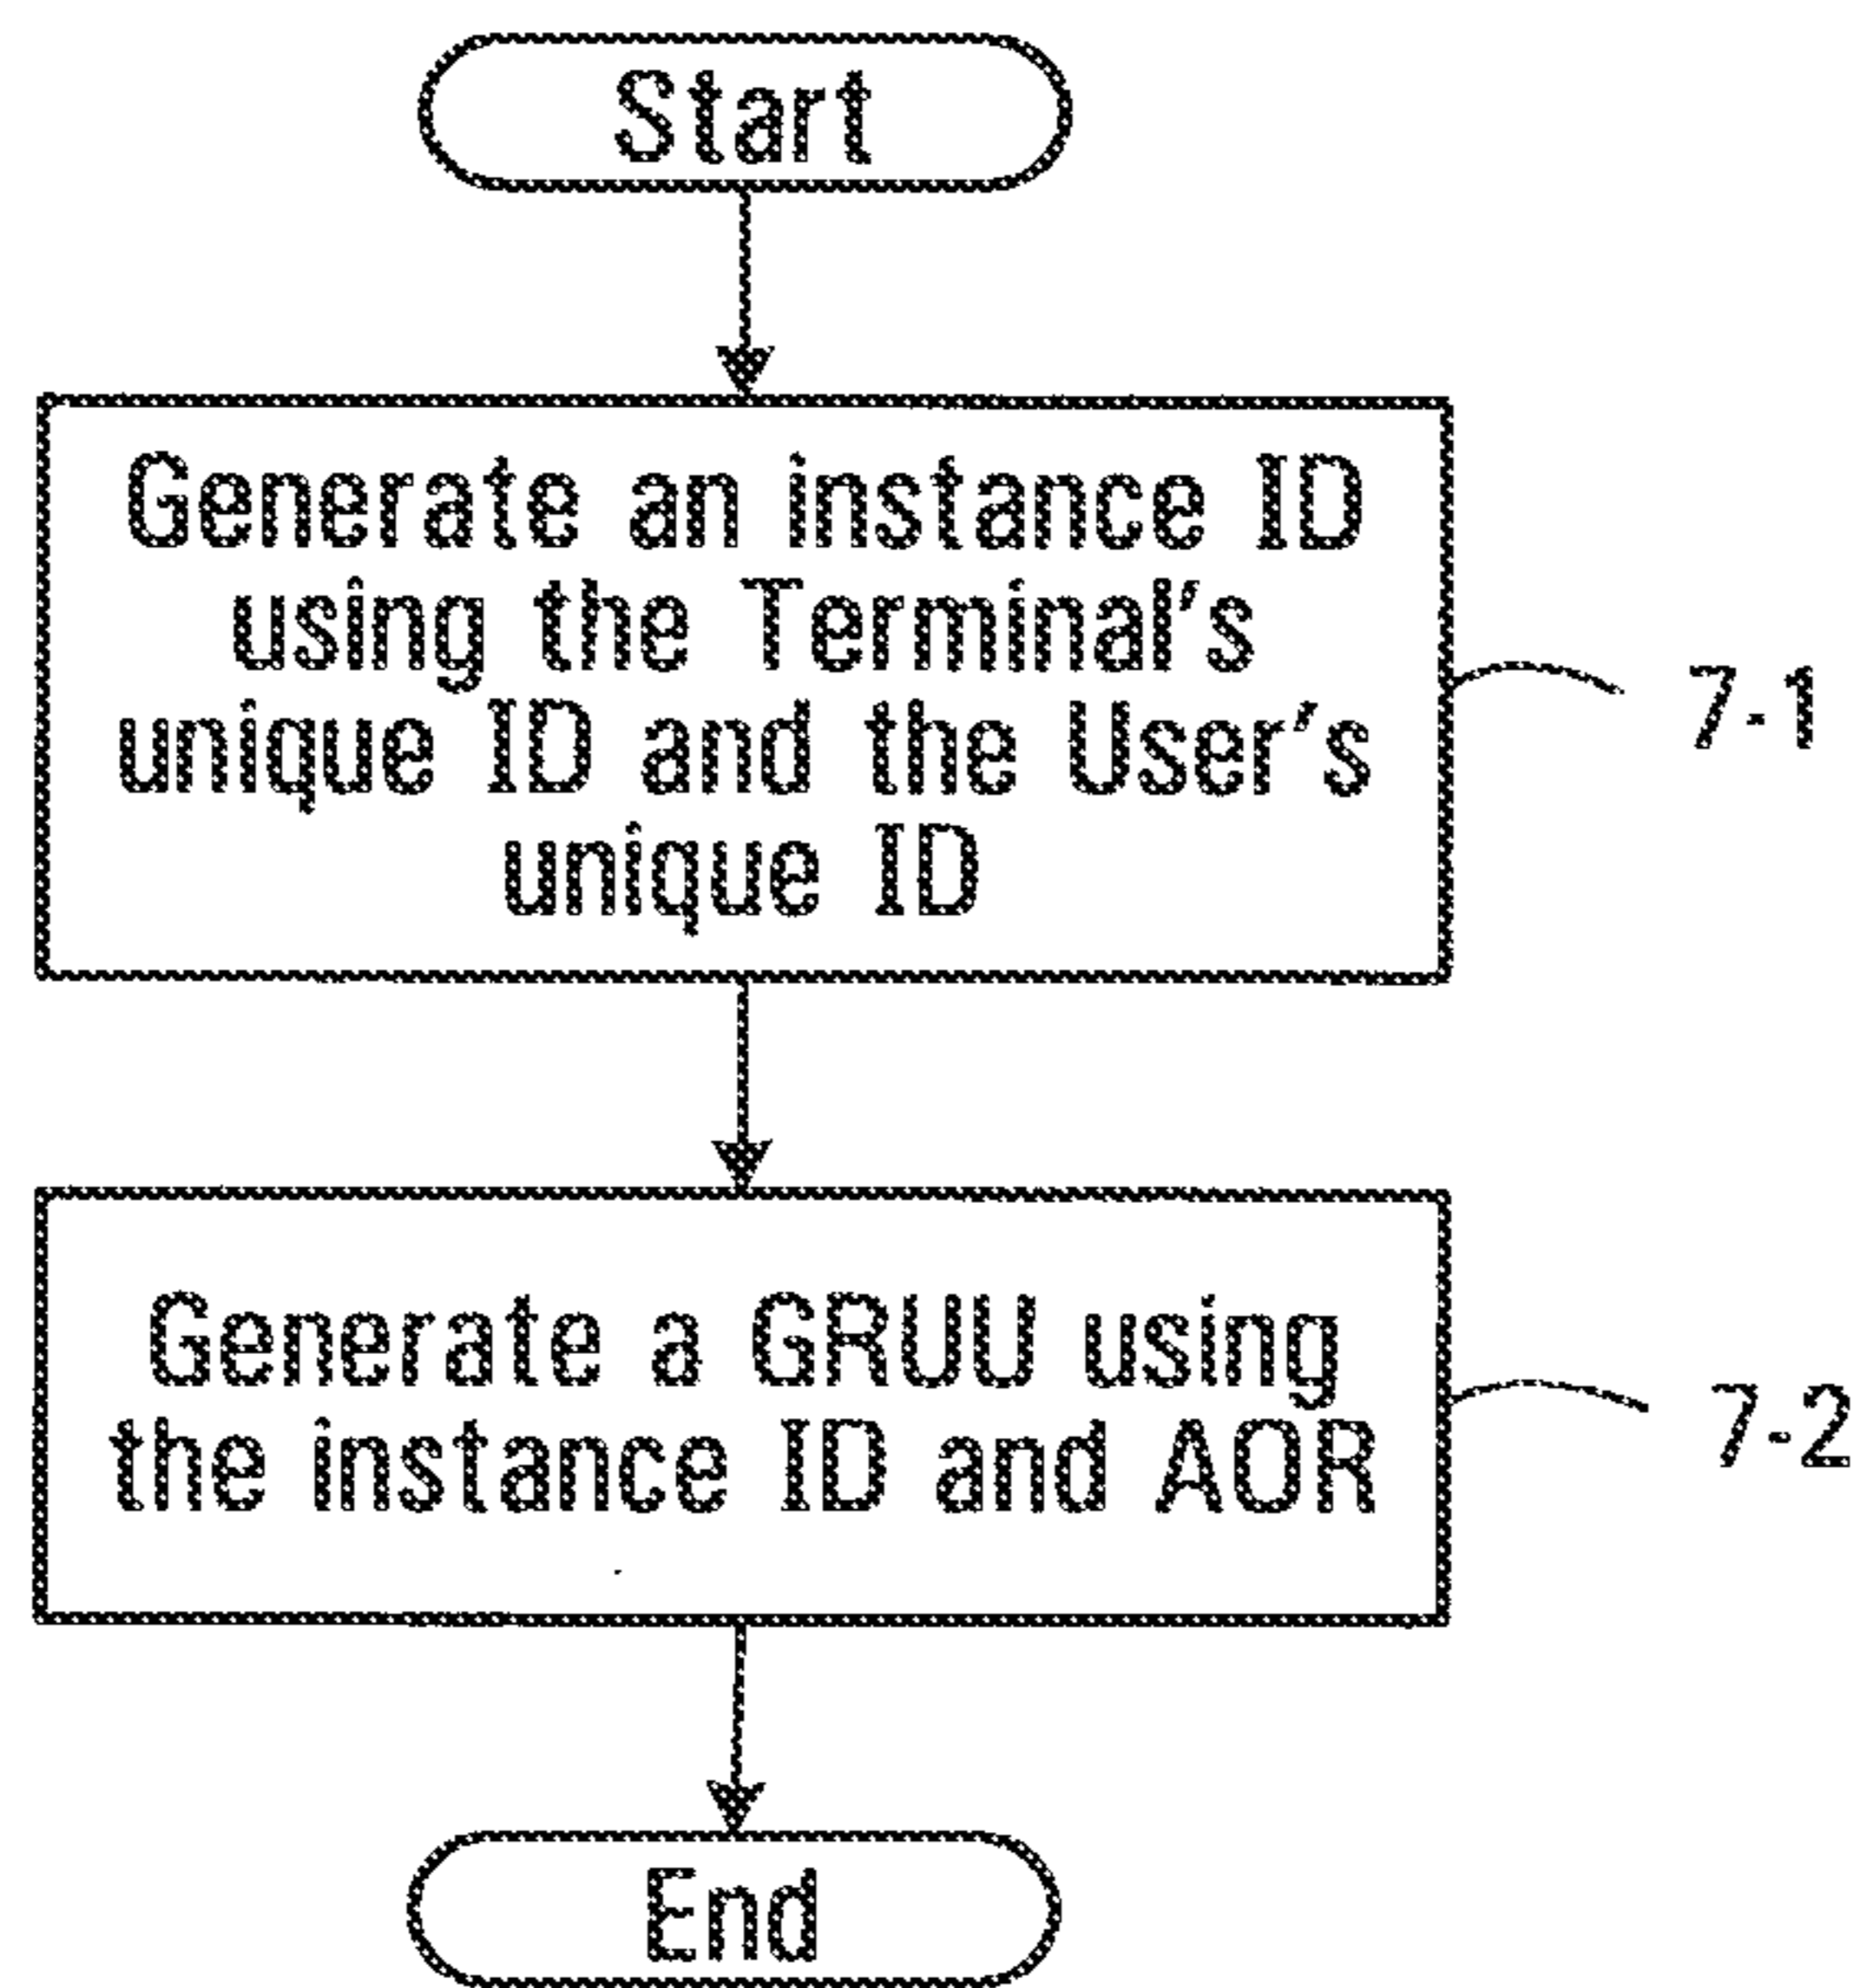 Start
Generate an instance ID
using the Terminal's
unique ID and the User's
unique ID
7-1
Generate a GRUU using
the instance ID and AOR
7-2
End